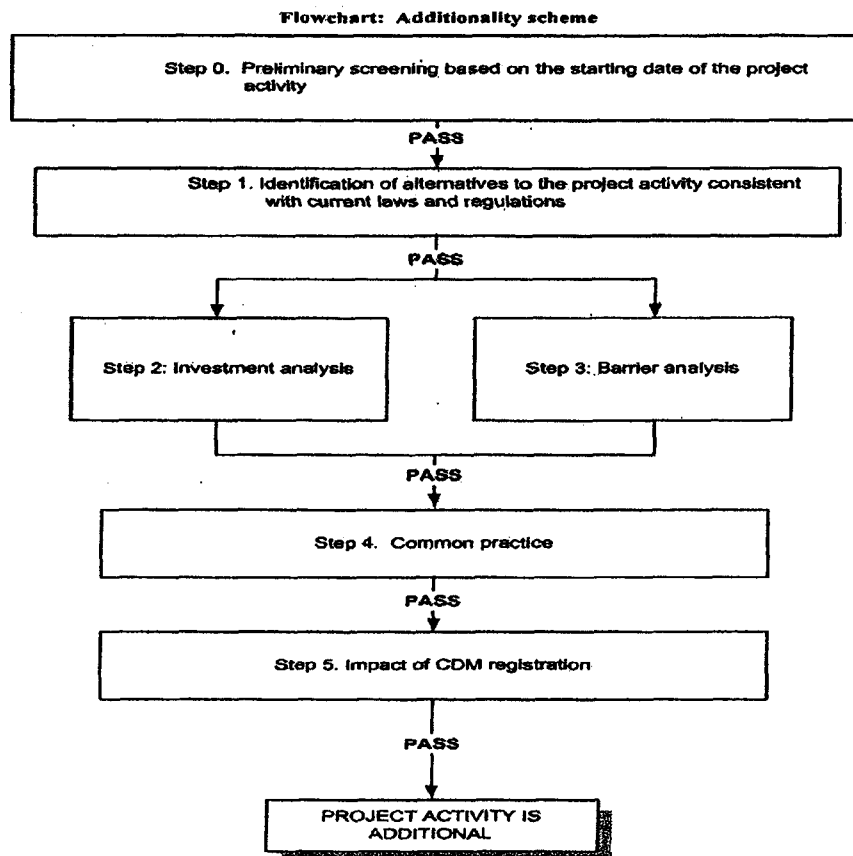 Flowchart: Additionality scheme
Step 0. Preliminary screening based on the starting date of the project
activity
PASS
Step 1. Identification of alternatives to the project activity consistent
with current laws and regulations
PASS
Step 2: Investment analysis
Step 3: Barrier analysis
PASS
Step 4. Common practice
PASS
Step 5. Impact of CDM registration
PASS
PROJECT ACTIVITY IS
ADDITIONAL